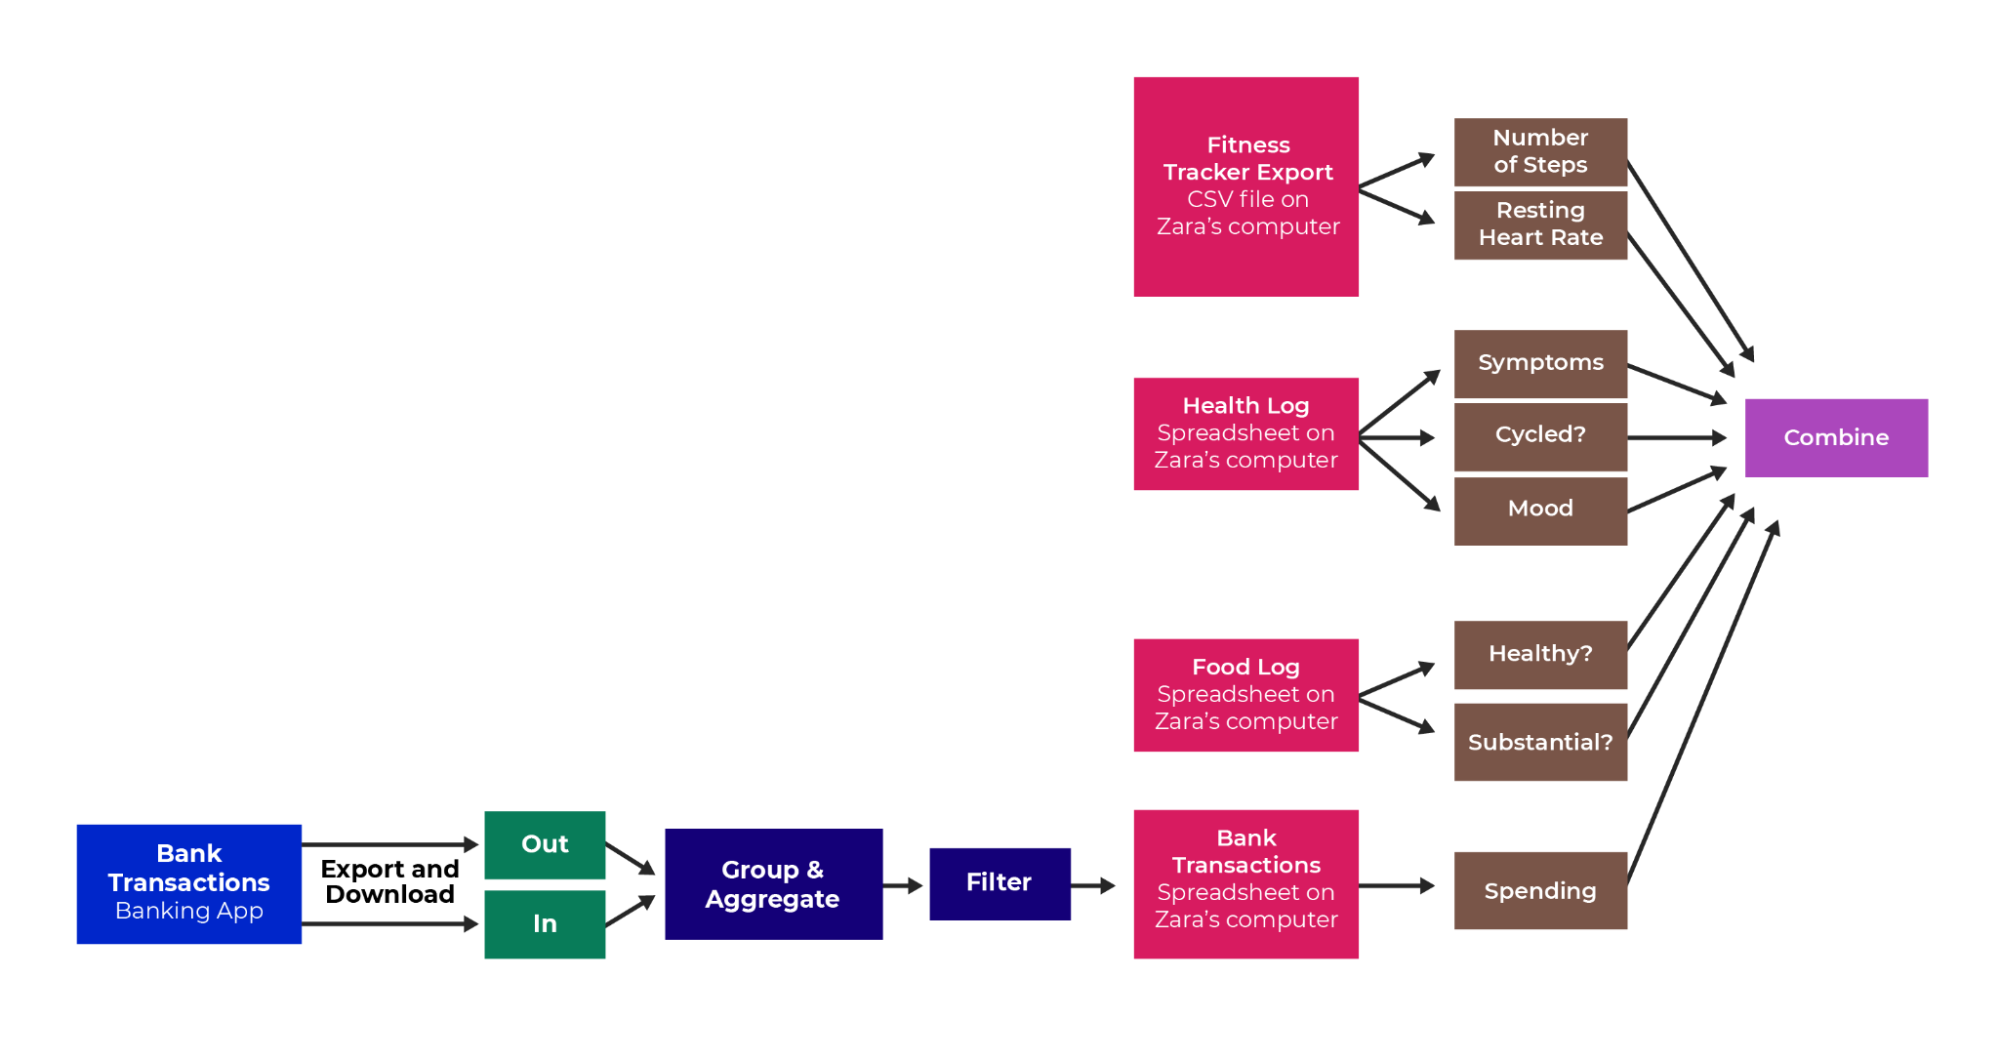 Fitness
Tracker Export
CSV file on
Zara's computer
Number
of Steps
Resting
Heart Rate
Health Log
Spreadsheet on
Zara's computer
Symptoms
Cycled?
Mood
Combine
Food Log
Spreadsheet on
Zara's computer
Healthy?
Substantial?
Bank
Transactions
Banking App
Export and
Download
Out
In
Group &
Aggregate
Filter
Bank
Transactions
Spreadsheet on
Zara's computer
Spending